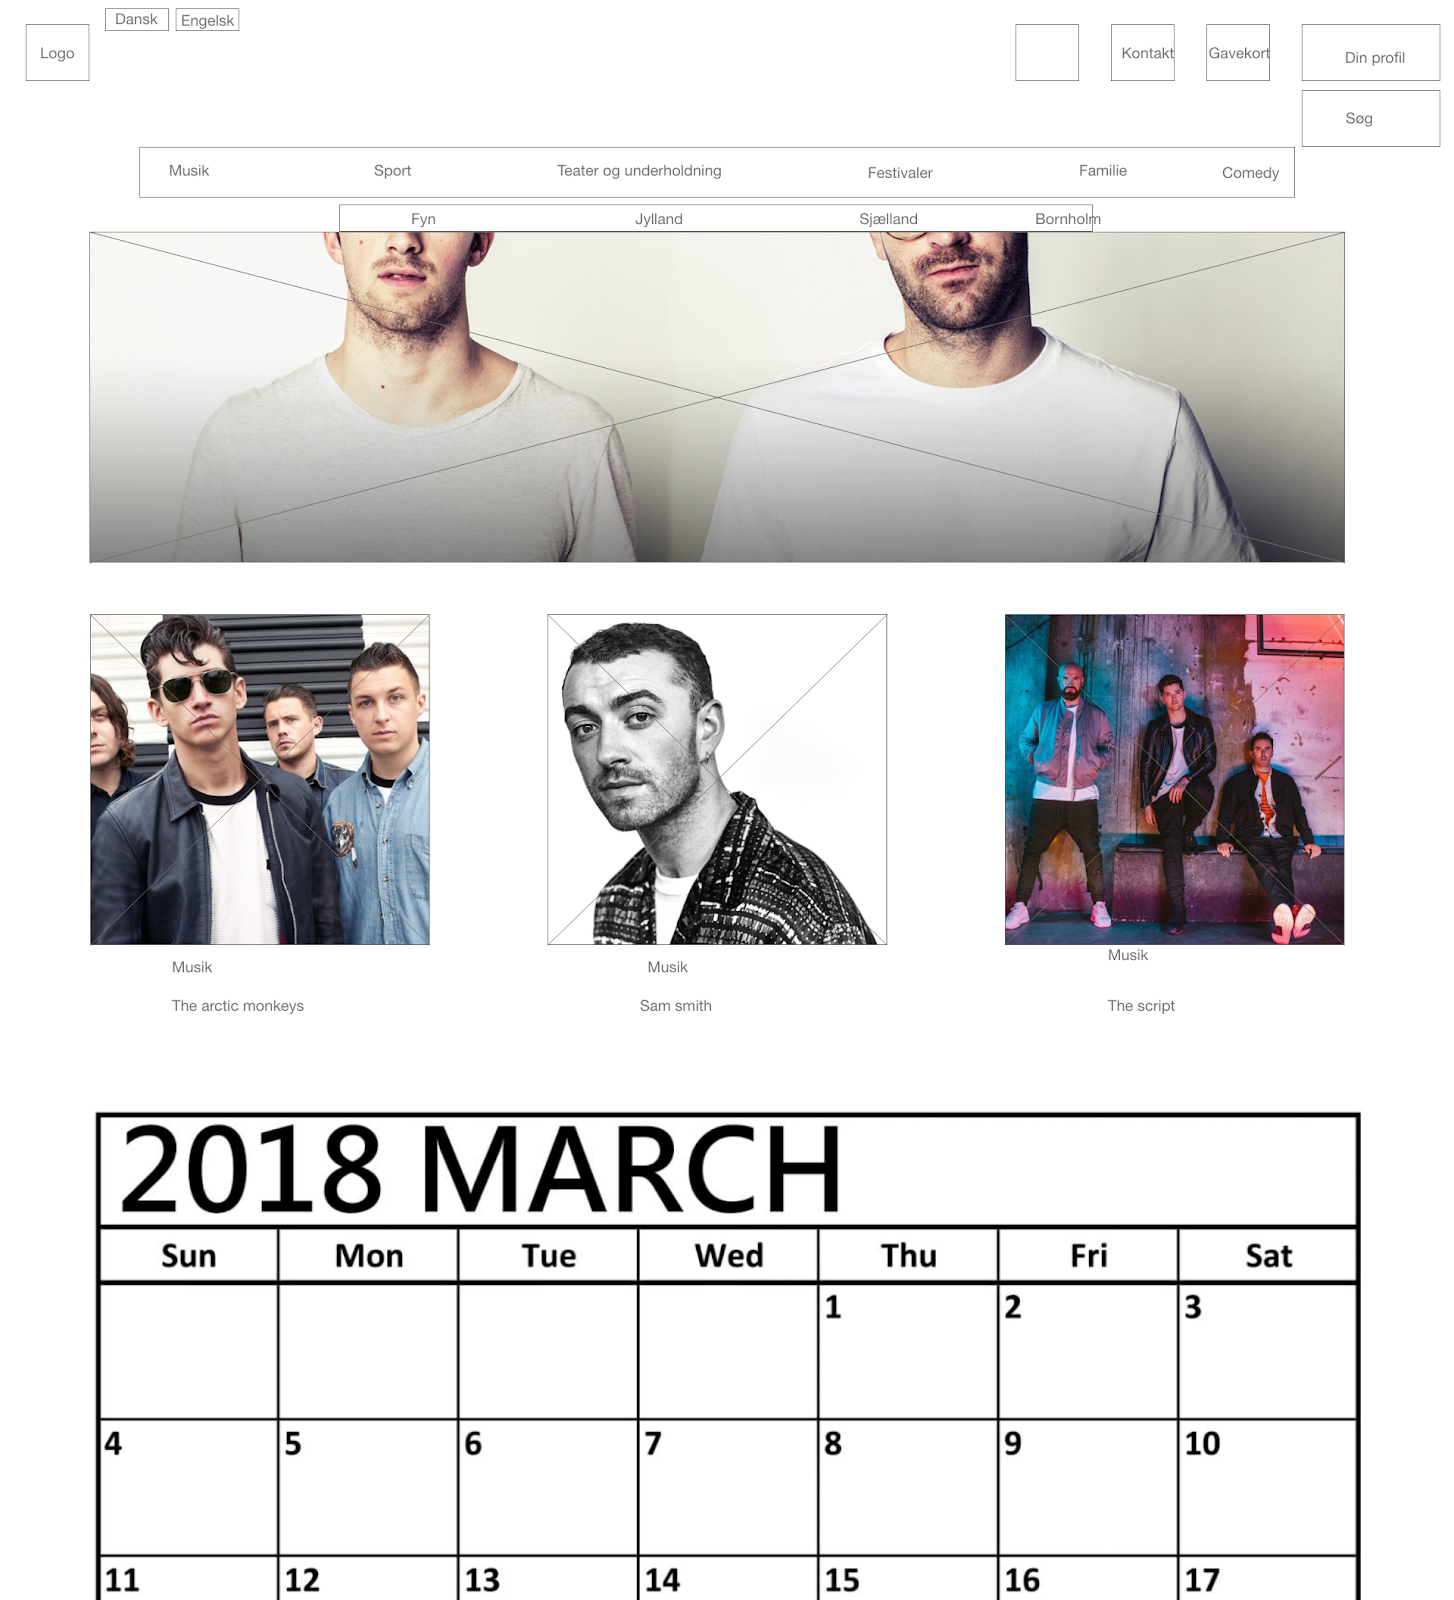 Dansk Engelsk
Logo Kontakt Gavekort Din profil
Søg
Musik Sport Teater og underholdning Festivaler Familie Comedy
Fyn Jylland Sjælland Bornholm
Musik Musik Musik
The arctic monkeys Sam smith The script
2018 MARCH
Sun Mon Tue Wed Thu Fri Sat
1 2 3
4 5 6 7 8 9 10
11 12 13 14 15 16 17